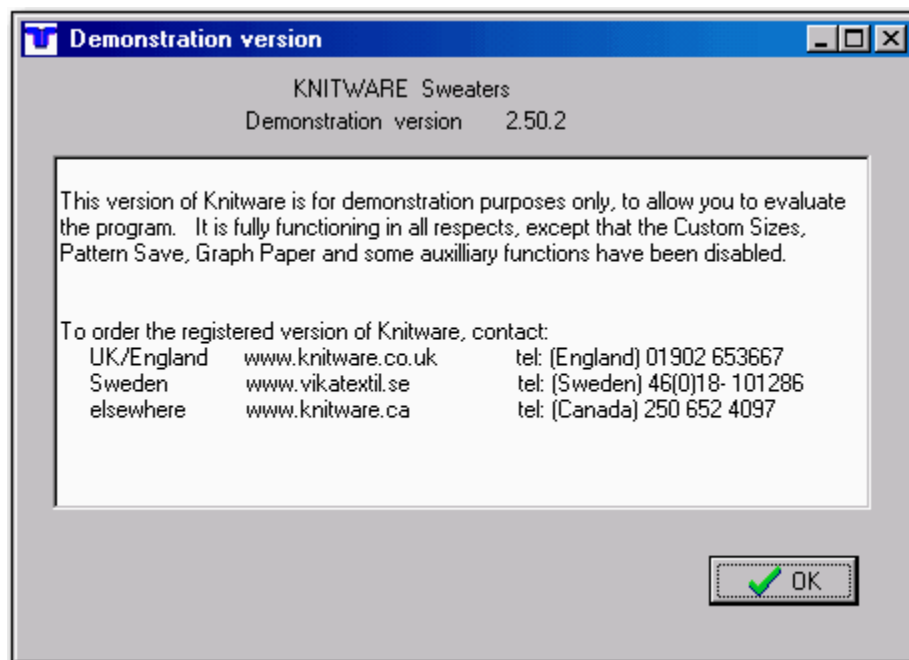 Demonstration version
KNITWARE Sweaters
Demonstration version 2.50.2
This version of Knitware is for demonstration purposes only, to allow you to evaluate
the program. It is fully functioning in all respects, except that the Custom Sizes,
Pattern Save, Graph Paper and some auxilliary functions have been disabled.
To order the registered version of Knitware, contact:
UK/England www.knitware.co.uk tel: (England) 01902 653667
Sweden www.vikatextil.se tel: (Sweden) 46(0)18- 101286
elsewhere www.knitware.ca tel: (Canada) 250 652 4097
OK